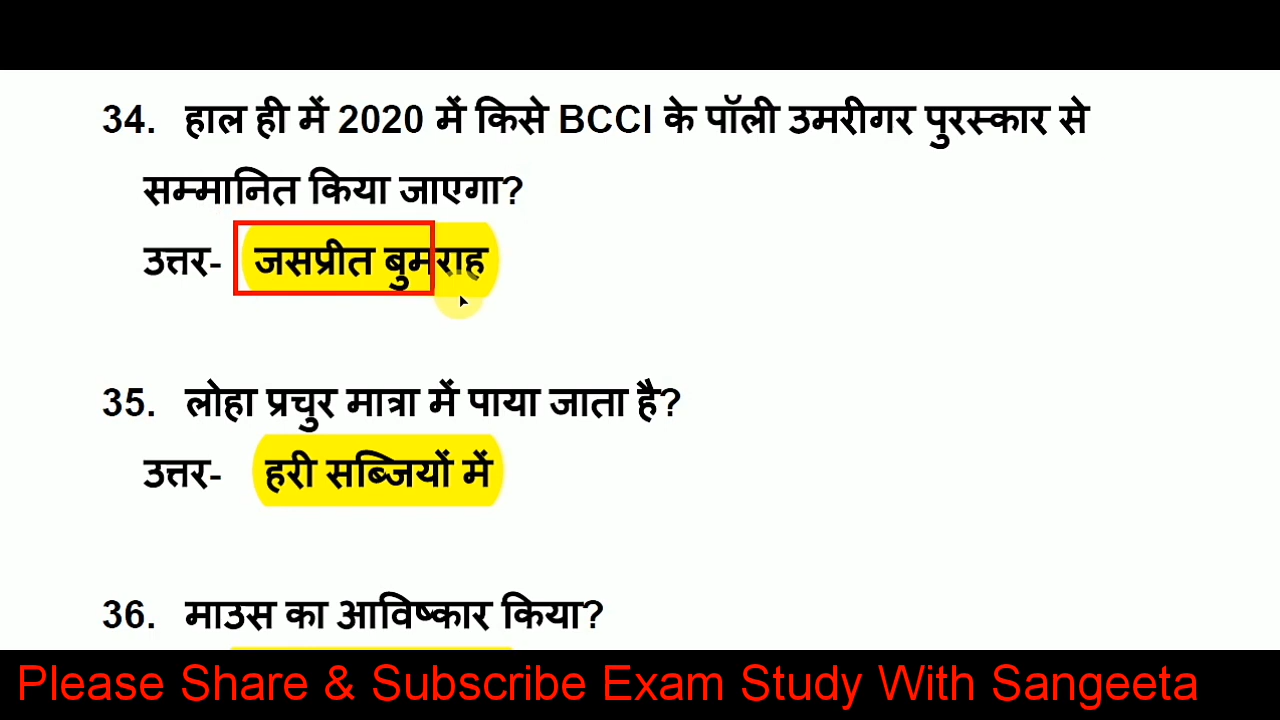 34. हाल ही में 2020 में किसे BCCI के पॉली उमरीगर पुरस्कार से
सम्मानित किया जाएगा?
उत्तर- जसप्रीत बुमराह
35. लोहा प्रचुर मात्रा में पाया जाता है?
उत्तर- हरी सब्जियों में
36. माउस का आविष्कार किया?
Please Share & Subscribe Exam Study With Sangeeta